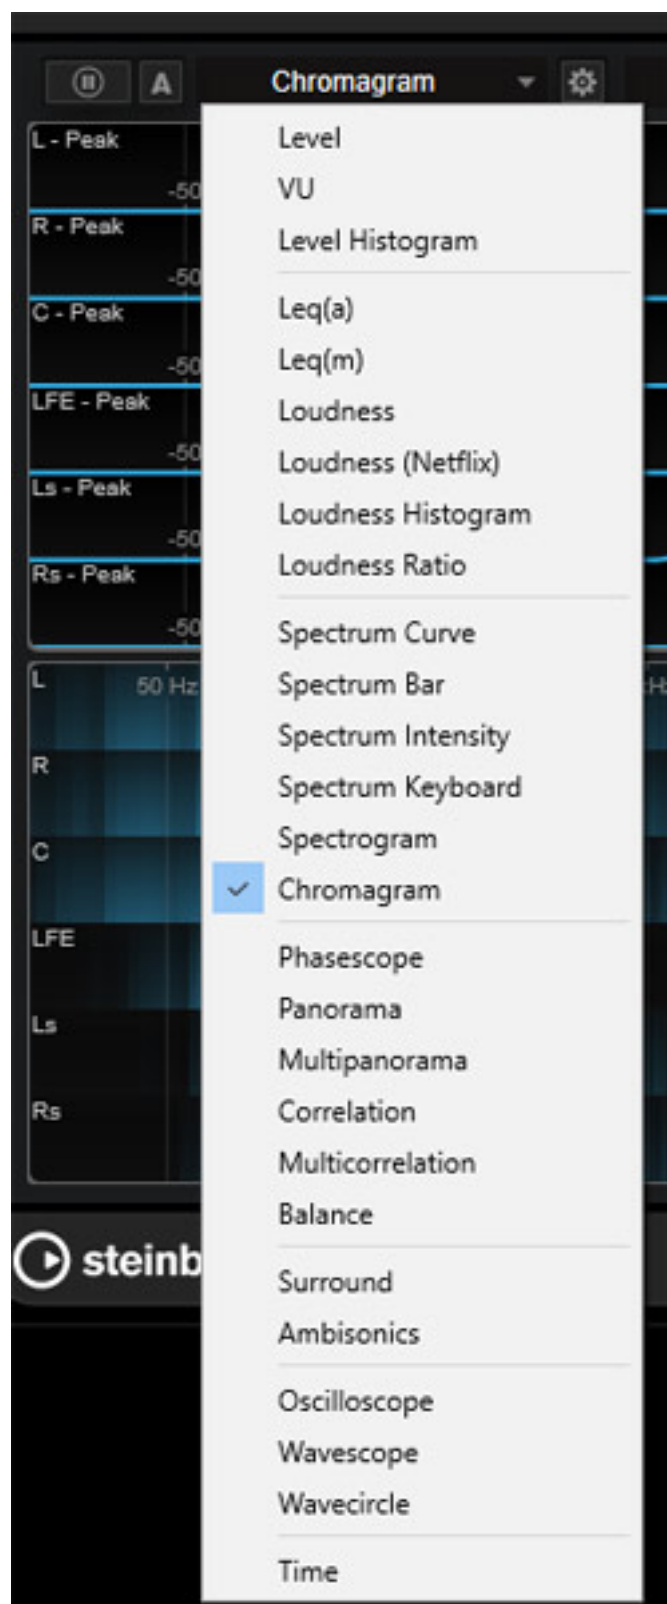 A
Chromagram
L - Peak
-50
R - Peak
-50
C - Peak
-50
LFE - Peak
-50
Ls - Peak
-50
Rs - Peak
-50
L
50 Hz
R
C
LFE
Ls
Rs
steinb
Level
VU
Level Histogram
Leq(a)
Leq(m)
Loudness
Loudness (Netflix)
Loudness Histogram
Loudness Ratio
Spectrum Curve
Spectrum Bar
Spectrum Intensity
Spectrum Keyboard
Spectrogram
Chromagram
Phasescope
Panorama
Multipanorama
Correlation
Multicorrelation
Balance
Surround
Ambisonics
Oscilloscope
Wavescope
Wavecircle
Time